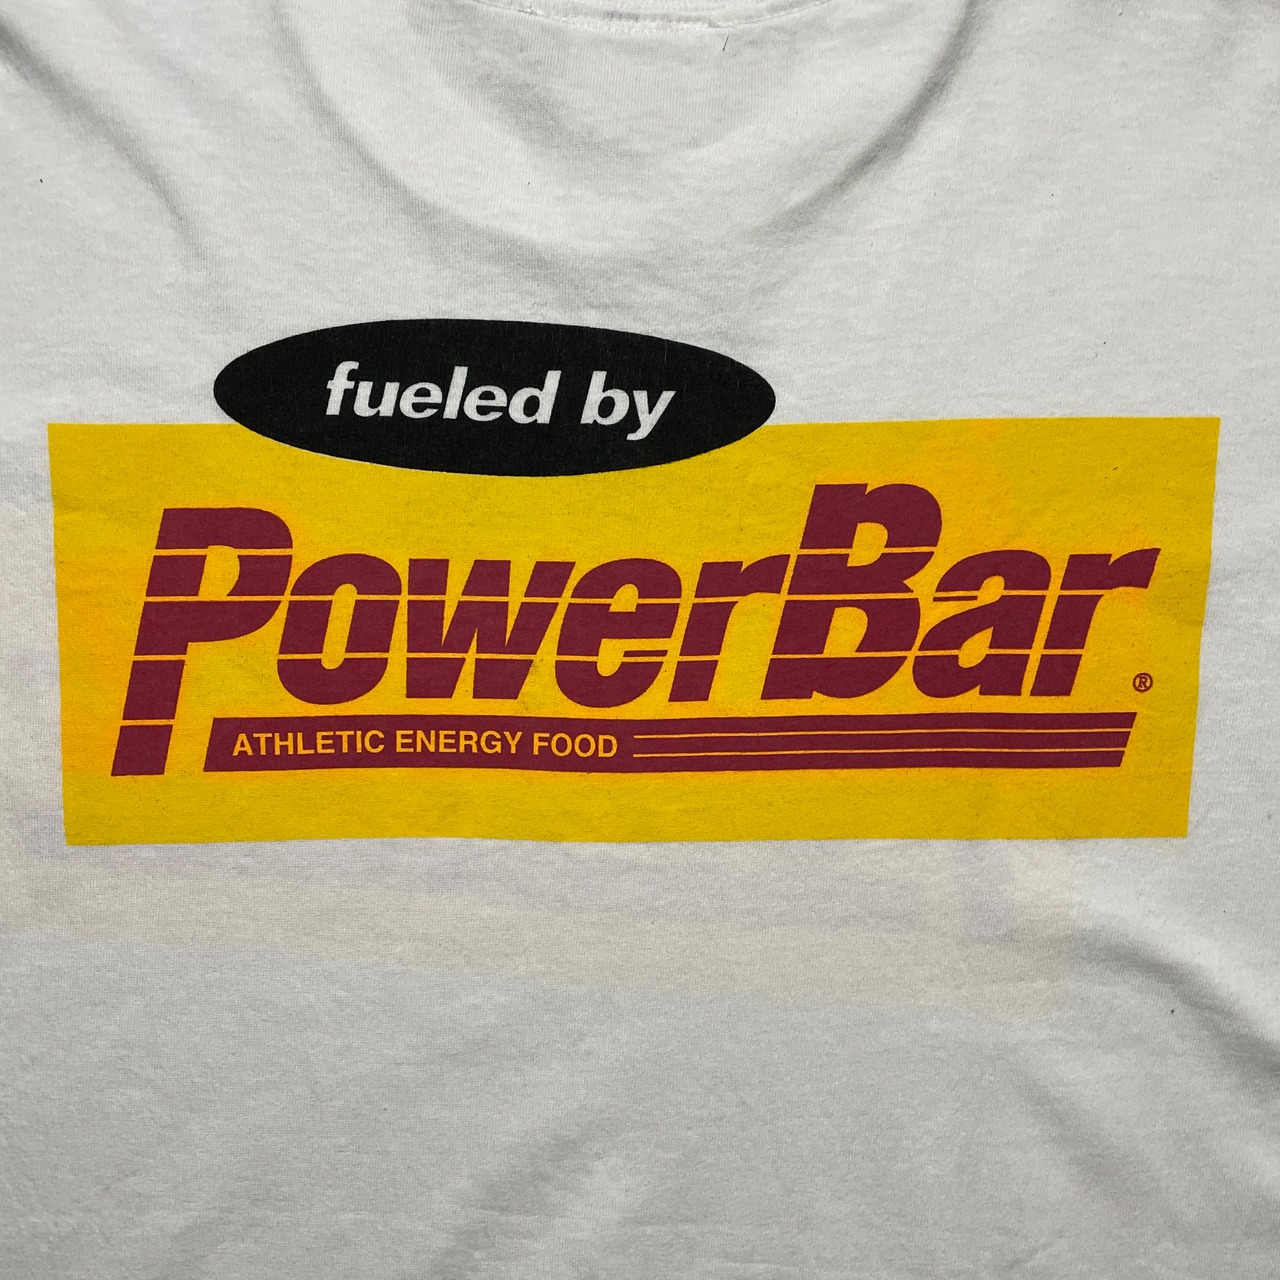 fueled by
PowerBar®
ATHLETIC ENERGY FOOD